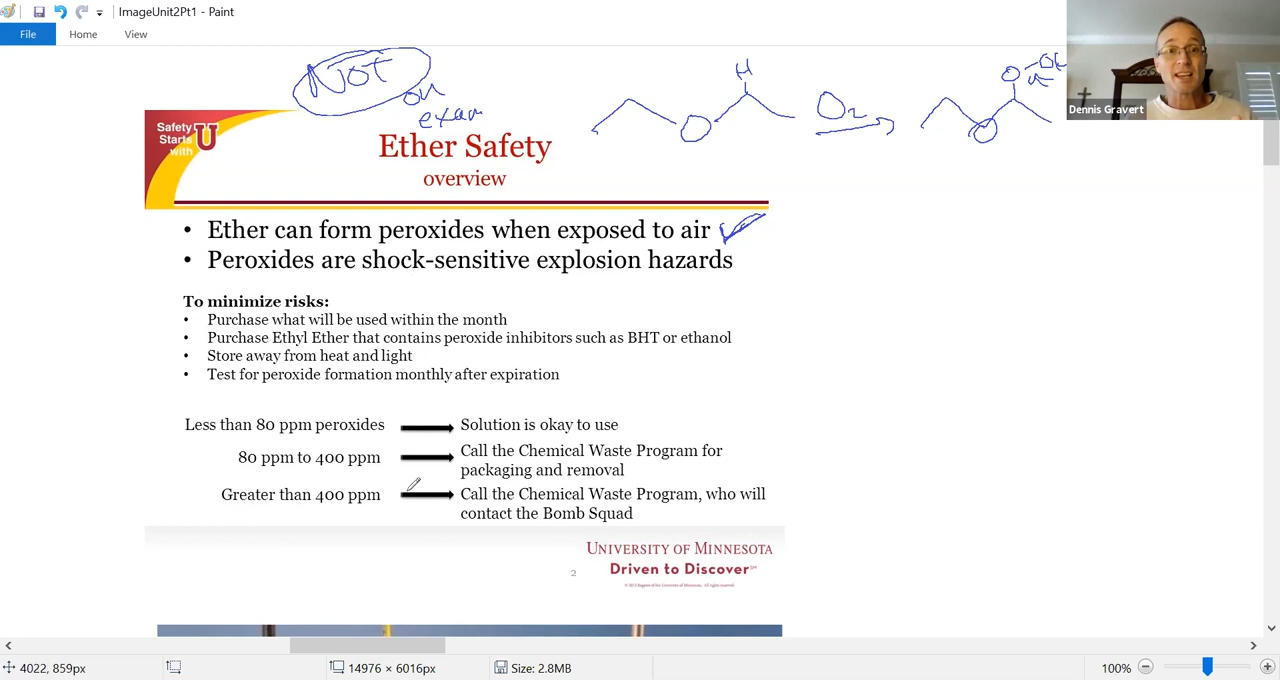 ImageUnit2Pt1 - Paint
File Home View
NOT
on
exam
H
O
O2
O
O-OH
Dennis Gravert
Safety
Starts
with U
Ether Safety
overview
• Ether can form peroxides when exposed to air
• Peroxides are shock-sensitive explosion hazards
To minimize risks:
• Purchase what will be used within the month
• Purchase Ethyl Ether that contains peroxide inhibitors such as BHT or ethanol
• Store away from heat and light
• Test for peroxide formation monthly after expiration
Less than 80 ppm peroxides Solution is okay to use
80 ppm to 400 ppm Call the Chemical Waste Program for
packaging and removal
Greater than 400 ppm Call the Chemical Waste Program, who will
contact the Bomb Squad
UNIVERSITY OF MINNESOTA
Driven to Discover℠
2
4022, 859px 14976 × 6016px Size: 2.8MB 100%